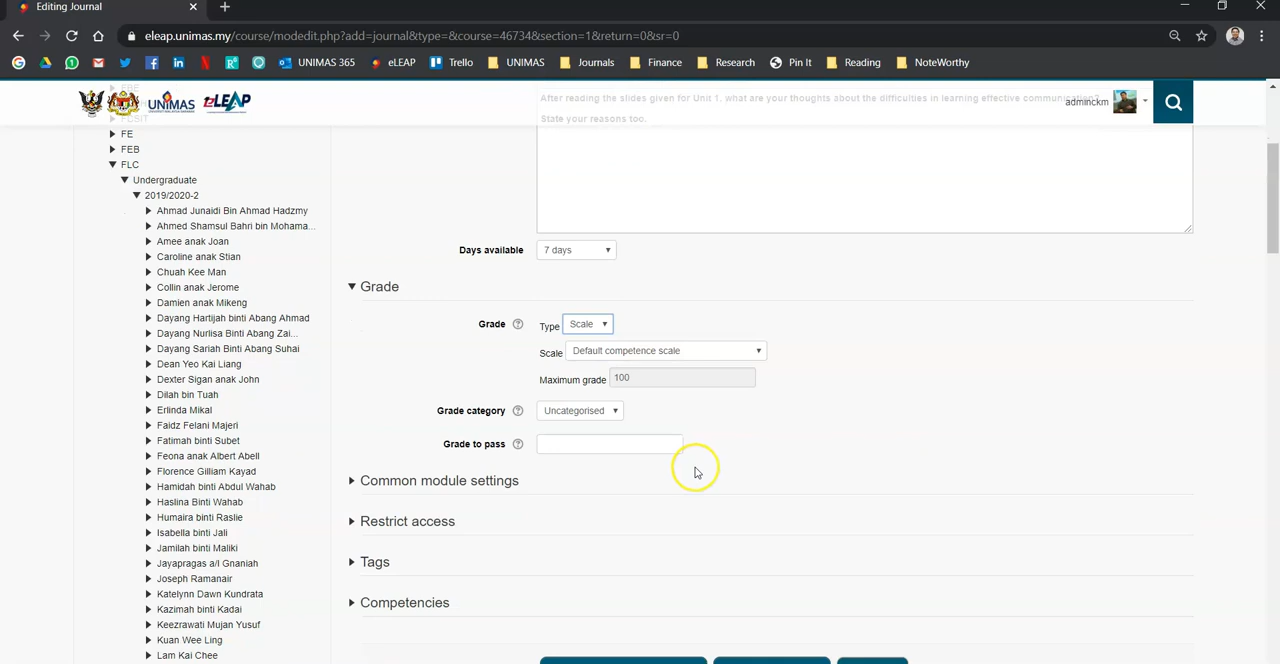 Editing Journal
eleap.unimas.my/course/modedit.php?add=journal&type=&course=46734&section=1&return=0&sr=0
UNIMAS 365 eLEAP Trello UNIMAS Journals Finance Research Pin It Reading NoteWorthy
UNIMAS eLEAP
adminckm
After reading the slides given for Unit 1, what are your thoughts about the difficulties in learning effective communication?
State your reasons too.
EBE
FCSIT
FE
FEB
FLC
Undergraduate
2019/2020-2
Ahmad Junaidi Bin Ahmad Hadzmy
Ahmed Shamsul Bahri bin Mohama...
Amee anak Joan
Caroline anak Stian
Chuah Kee Man
Collin anak Jerome
Damien anak Mikeng
Dayang Hartijah binti Abang Ahmad
Dayang Nurlisa Binti Abang Zai...
Dayang Sariah Binti Abang Suhai
Dean Yeo Kai Liang
Dexter Sigan anak John
Dilah bin Tuah
Erlinda Mikal
Faidz Felani Majeri
Fatimah binti Subet
Feona anak Albert Abell
Florence Gilliam Kayad
Hamidah binti Abdul Wahab
Haslina Binti Wahab
Humaira binti Raslie
Isabella binti Jali
Jamilah binti Maliki
Jayapragas a/l Gnaniah
Joseph Ramanair
Katelynn Dawn Kundrata
Kazimah binti Kadai
Keezrawati Mujan Yusuf
Kuan Wee Ling
Lam Kai Chee
Days available 7 days
Grade
Grade Type Scale
Scale Default competence scale
Maximum grade 100
Grade category Uncategorised
Grade to pass
Common module settings
Restrict access
Tags
Competencies